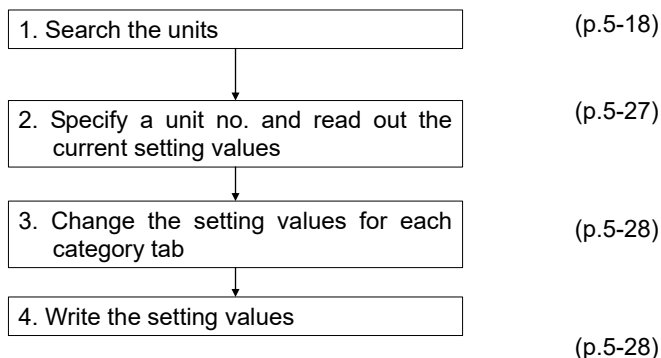 1. Search the units
(p.5-18)
2. Specify a unit no. and read out the
current setting values
(p.5-27)
3. Change the setting values for each
category tab
(p.5-28)
4. Write the setting values
(p.5-28)